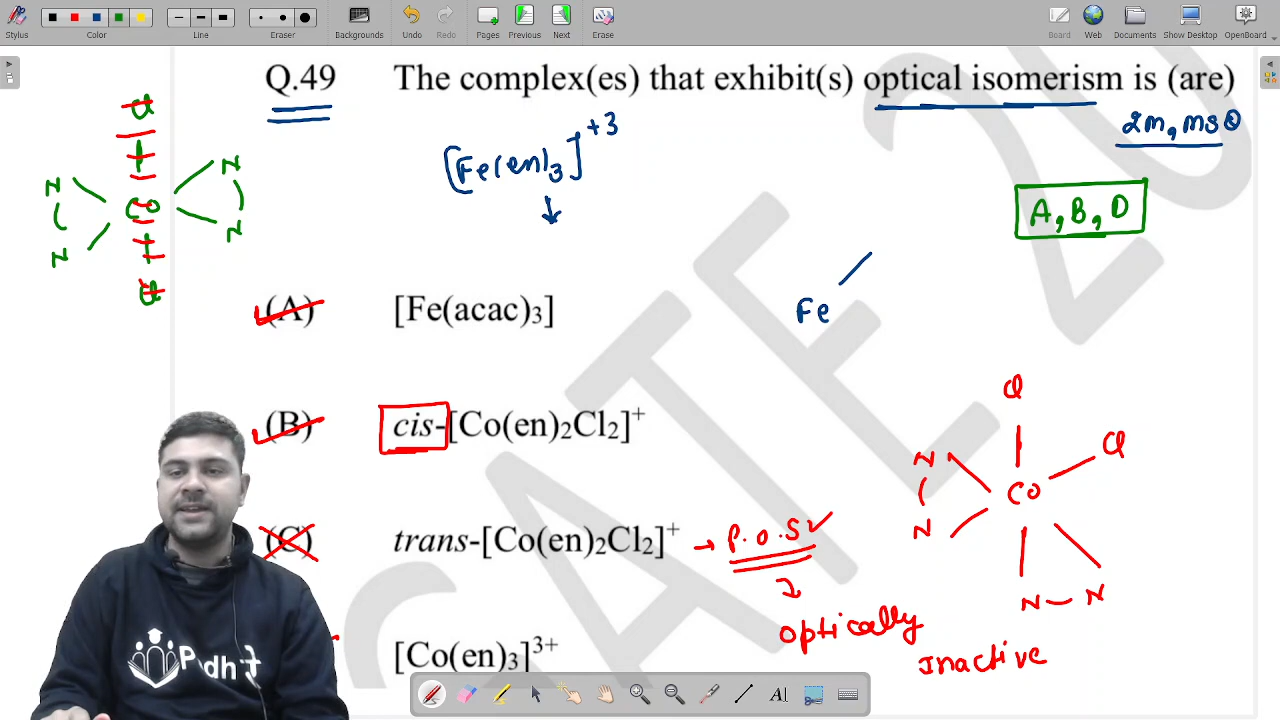 Stylus
Color
Line
Eraser
Backgrounds
Undo
Redo
Pages
Previous
Next
Erase
Board
Web
Documents
Show Desktop
OpenBoard
Q.49 The complex(es) that exhibit(s) optical isomerism is (are)
[Fe(en)3]+3
A, B, D
Cl
N
N
Co
N
N
Cl
(A) [Fe(acac)3]
Fe
(B) cis-[Co(en)2Cl2]+
Cl
Cl
N
N
Co
N – N
(C) trans-[Co(en)2Cl2]+ → P.O.S ✓
Optically
Inactive
[Co(en)3]3+
GATE 20